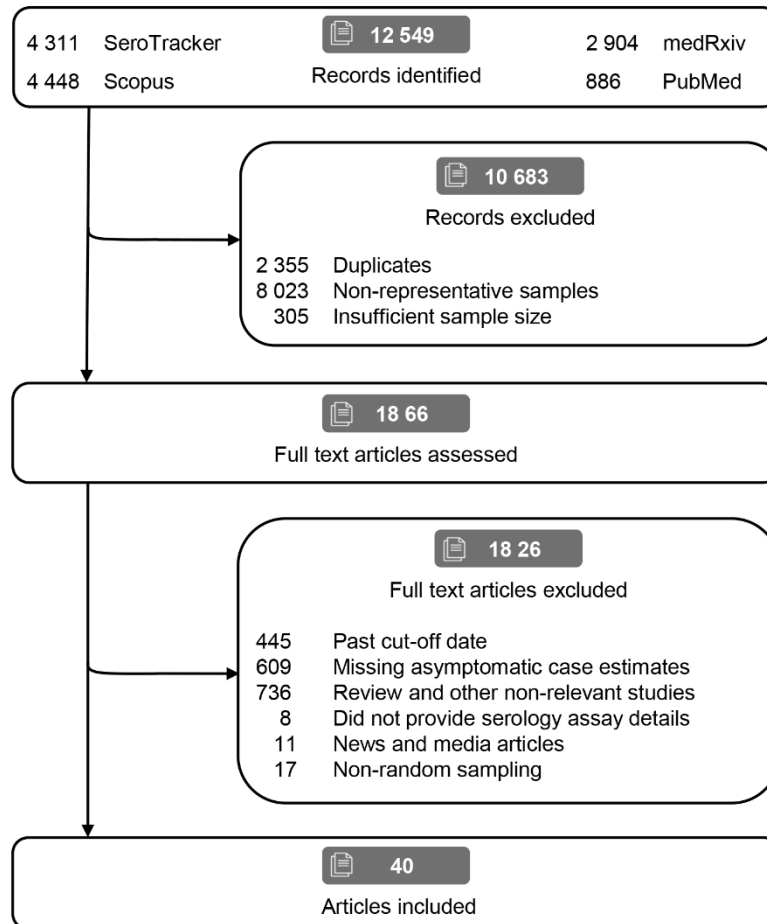 4 311 SeroTracker 12 549 2 904 medRxiv
4 448 Scopus Records identified 886 PubMed
10 683
Records excluded
2 355 Duplicates
8 023 Non-representative samples
305 Insufficient sample size
18 66
Full text articles assessed
18 26
Full text articles excluded
445 Past cut-off date
609 Missing asymptomatic case estimates
736 Review and other non-relevant studies
8 Did not provide serology assay details
11 News and media articles
17 Non-random sampling
40
Articles included